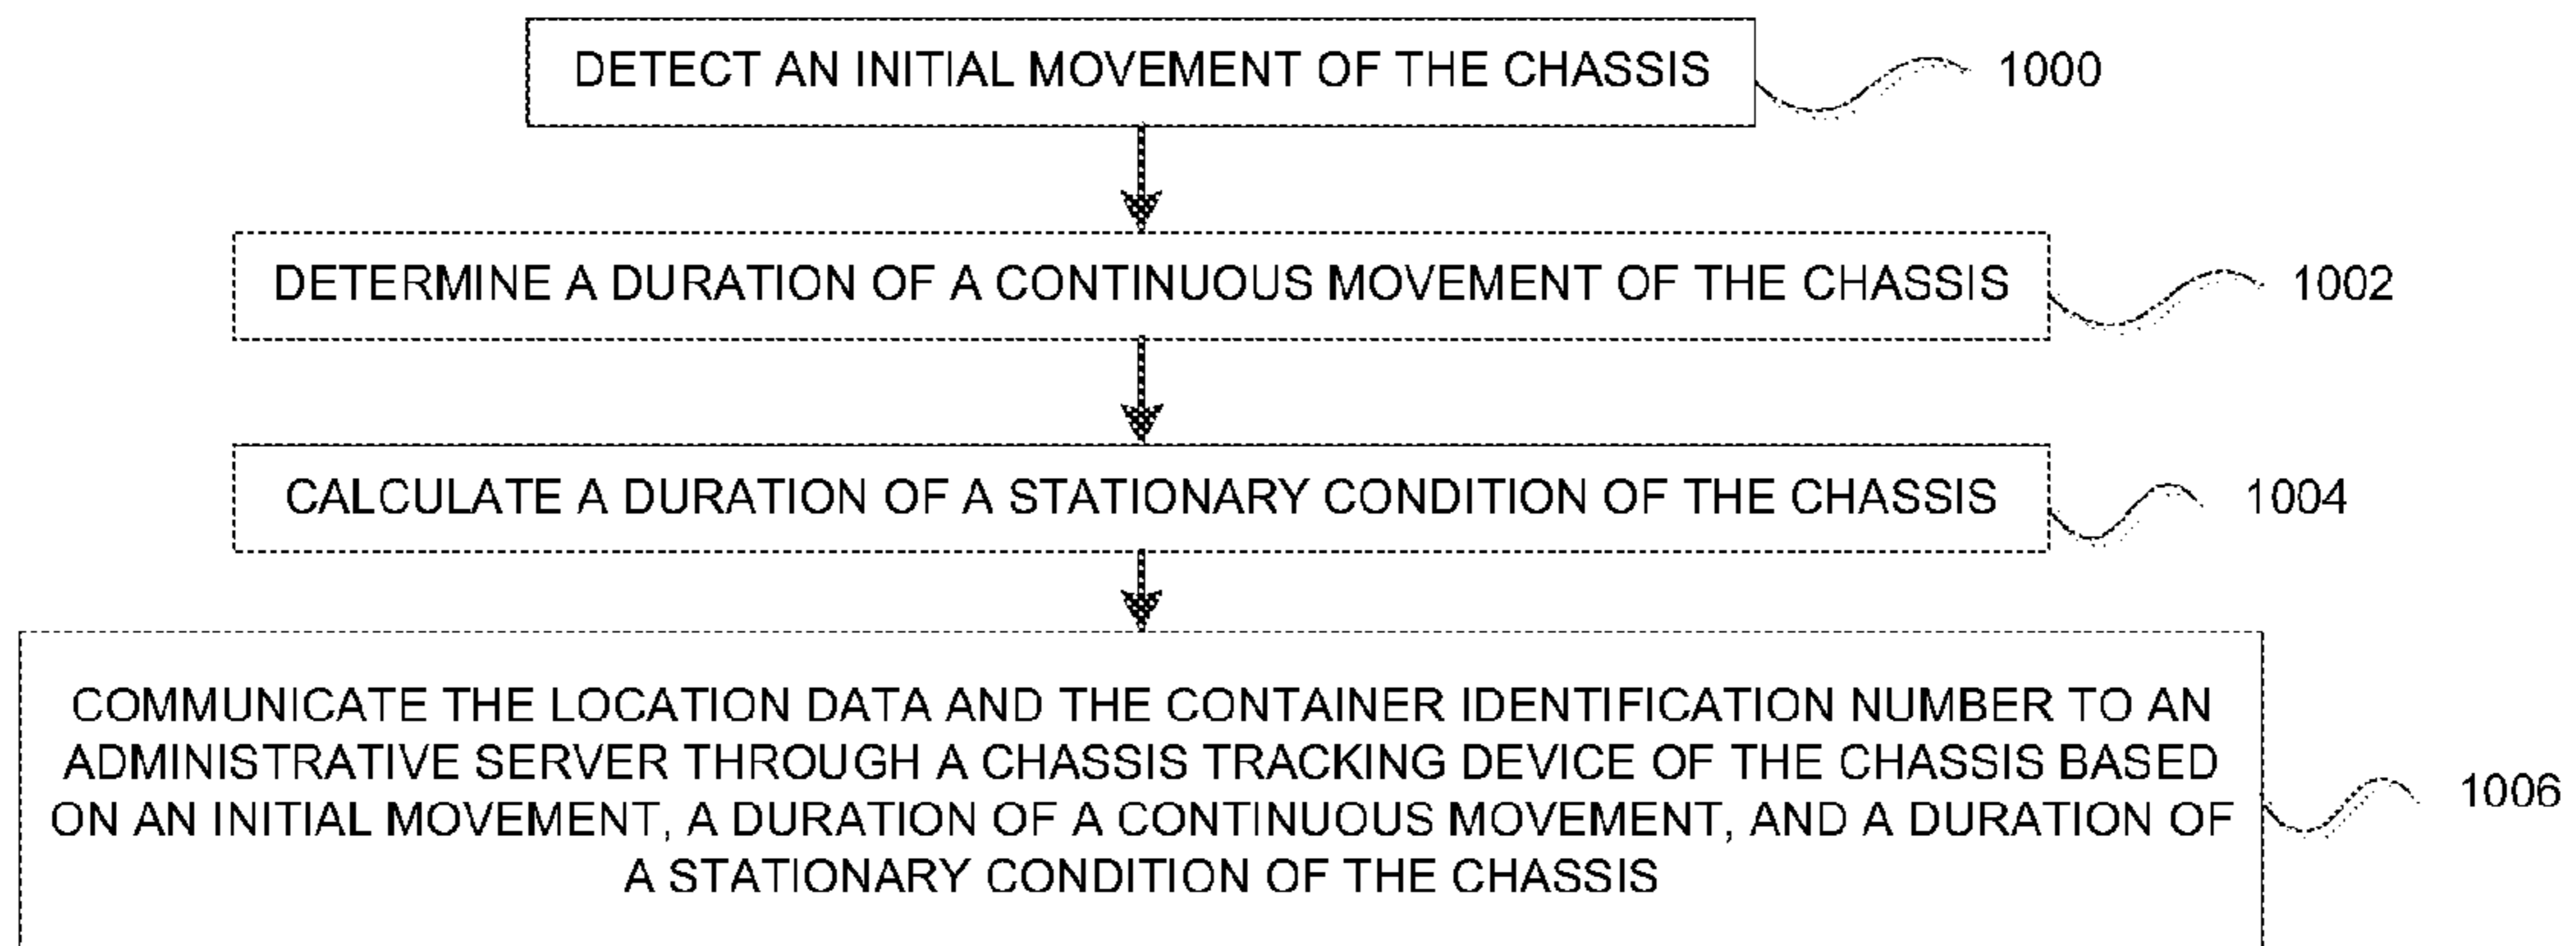 DETECT AN INITIAL MOVEMENT OF THE CHASSIS
1000
DETERMINE A DURATION OF A CONTINUOUS MOVEMENT OF THE CHASSIS
1002
CALCULATE A DURATION OF A STATIONARY CONDITION OF THE CHASSIS
1004
COMMUNICATE THE LOCATION DATA AND THE CONTAINER IDENTIFICATION NUMBER TO AN
ADMINISTRATIVE SERVER THROUGH A CHASSIS TRACKING DEVICE OF THE CHASSIS BASED
ON AN INITIAL MOVEMENT, A DURATION OF A CONTINUOUS MOVEMENT, AND A DURATION OF
A STATIONARY CONDITION OF THE CHASSIS
1006